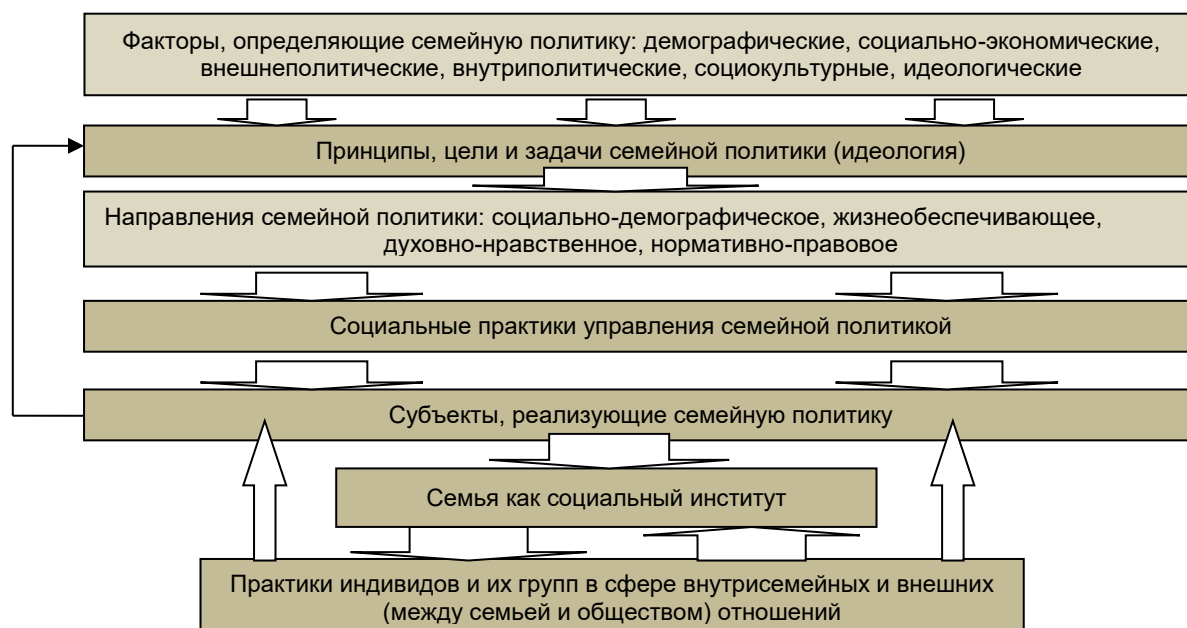 Факторы, определяющие семейную политику: демографические, социально-экономические,
внешнеполитические, внутриполитические, социокультурные, идеологические
Принципы, цели и задачи семейной политики (идеология)
Направления семейной политики: социально-демографическое, жизнеобеспечивающее,
духовно-нравственное, нормативно-правовое
Социальные практики управления семейной политикой
Субъекты, реализующие семейную политику
Семья как социальный институт
Практики индивидов и их групп в сфере внутрисемейных и внешних
(между семьей и обществом) отношений